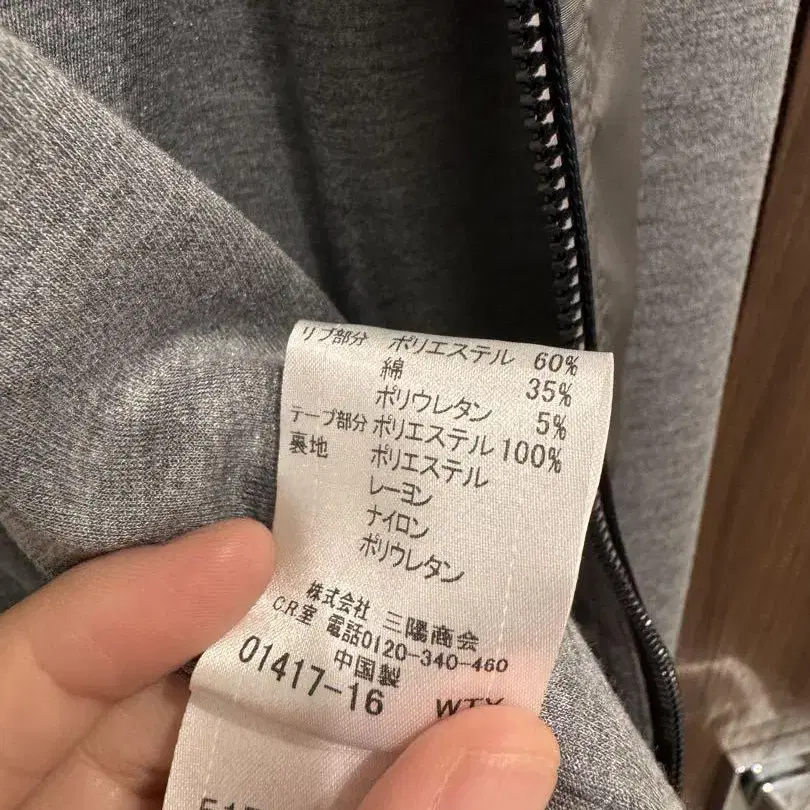 リブ部分 ポリエステル 60%
綿 35%
ポリウレタン 5%
テープ部分 ポリエステル 100%
裏地 ポリエステル
レーヨン
ナイロン
ポリウレタン
株式会社 三陽商会
C.R室 電話0120-340-460
中国製
01417-16 WTX